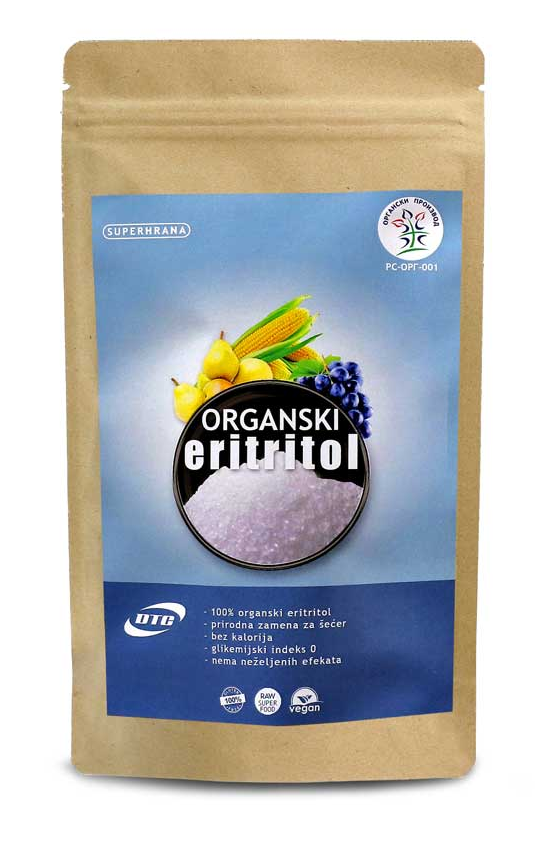 SUPERHRANA
ОРГАНСКИ ПРОИЗВОД
РС-ОРГ-001
ORGANSKI
eritritol
DTC
- 100% organski eritritol
- prirodna zamena za šećer
- bez kalorija
- glikemijski indeks 0
- nema neželjenih efekata
100%
RAW
SUPER
FOOD
vegan